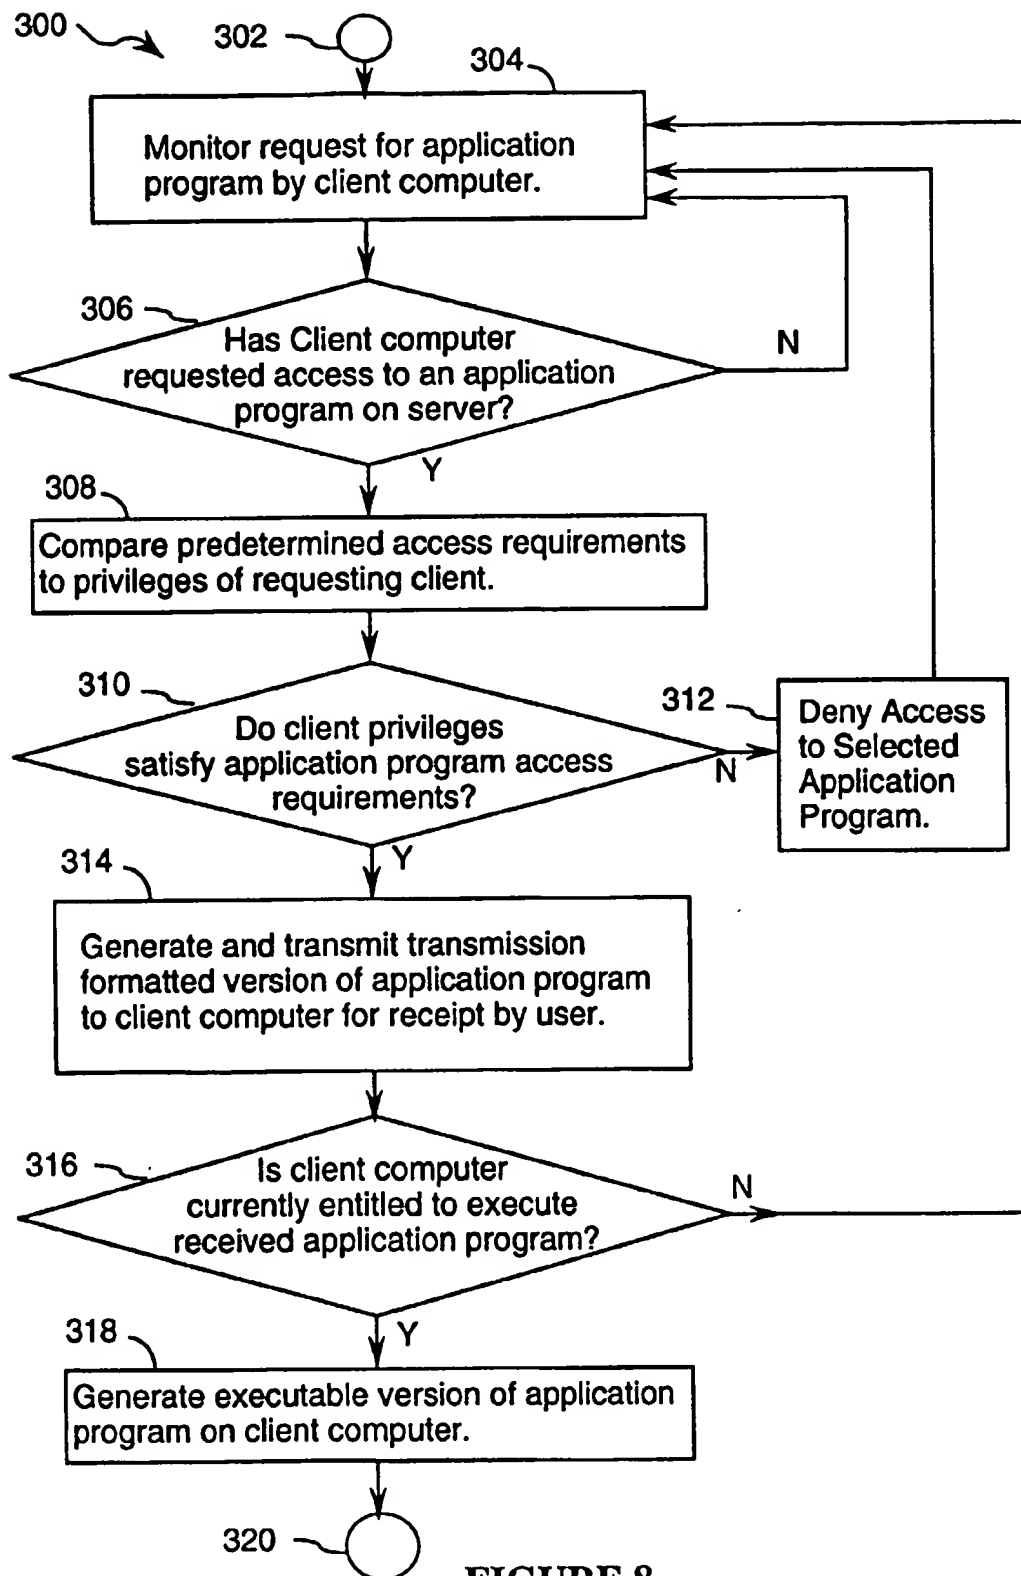 300
302
304
Monitor request for application
program by client computer.
306
Has Client computer
requested access to an application
program on server?
N
Y
308
Compare predetermined access requirements
to privileges of requesting client.
310
Do client privileges
satisfy application program access
requirements?
N
312
Deny Access
to Selected
Application
Program.
Y
314
Generate and transmit transmission
formatted version of application program
to client computer for receipt by user.
316
Is client computer
currently entitled to execute
received application program?
N
Y
318
Generate executable version of application
program on client computer.
320
FIGURE 8